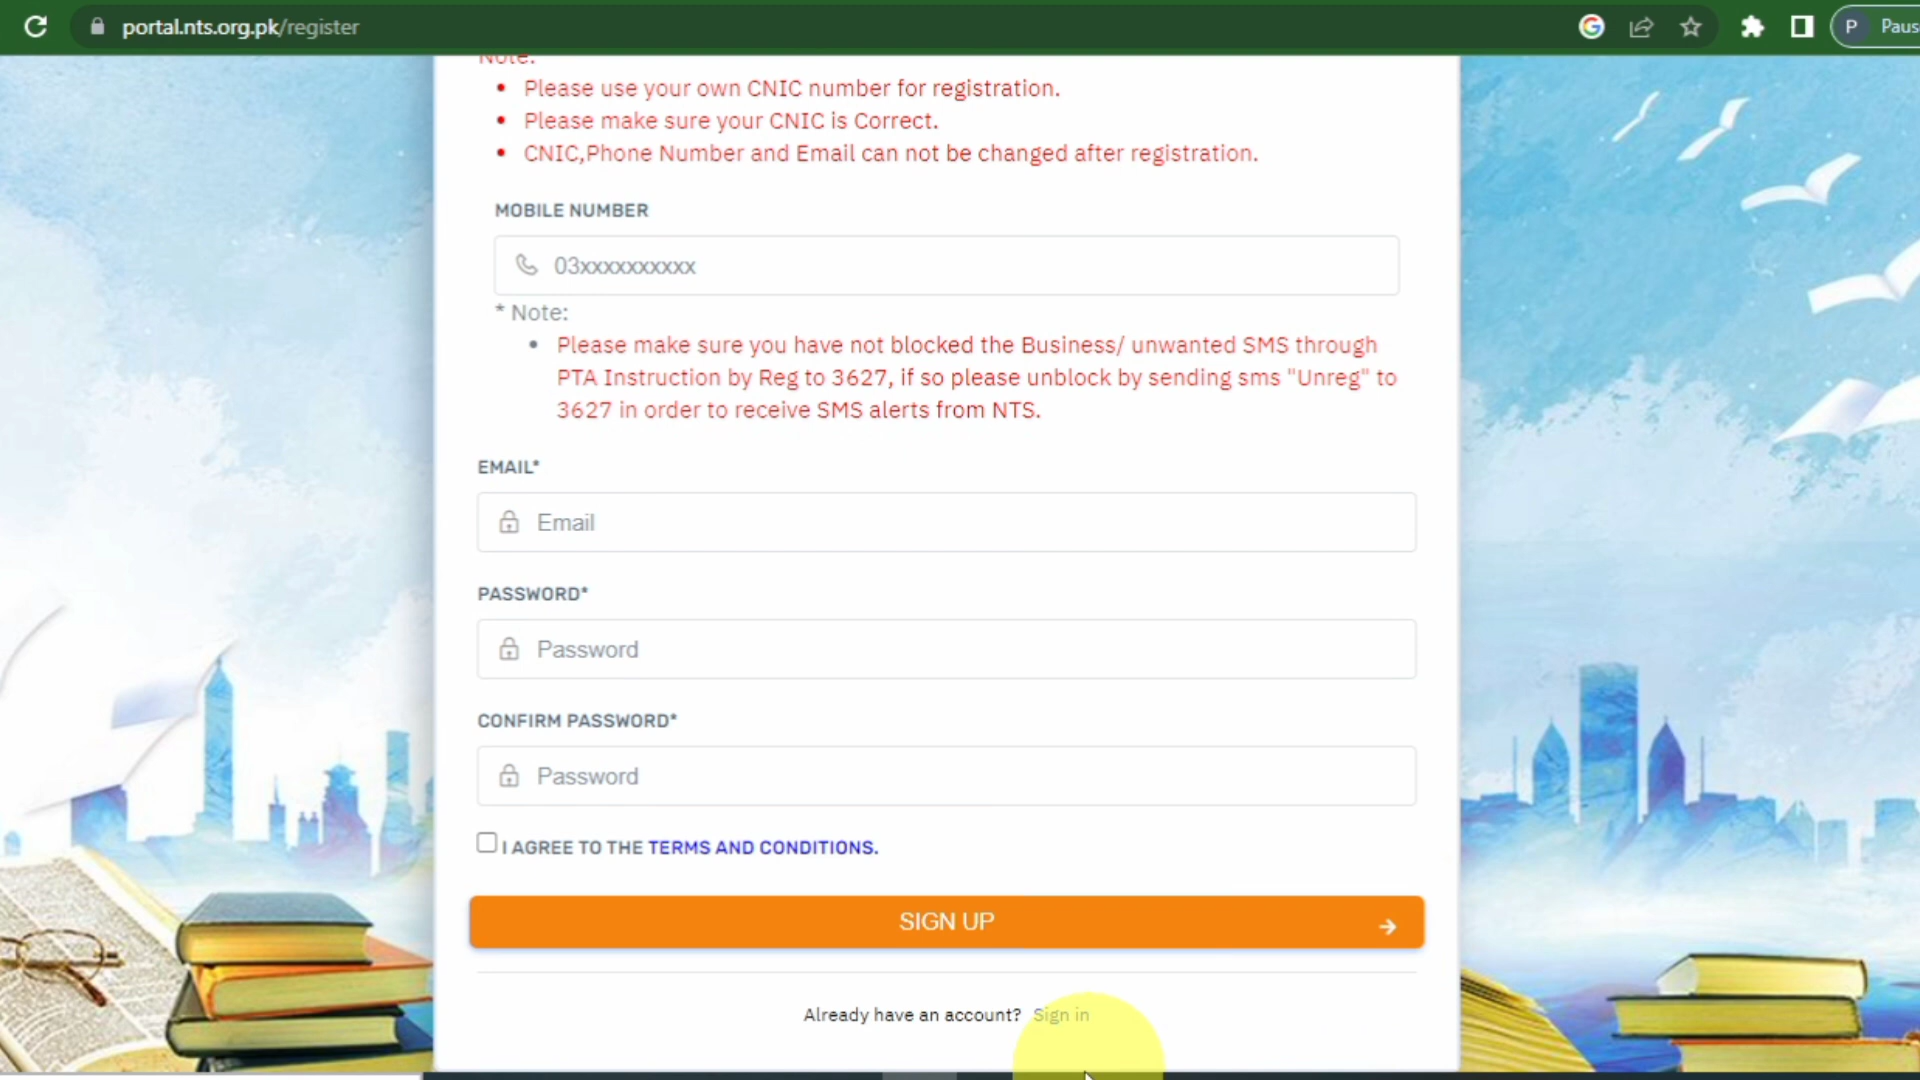 portal.nts.org.pk/register
P Paus
Note:
• Please use your own CNIC number for registration.
• Please make sure your CNIC is Correct.
• CNIC,Phone Number and Email can not be changed after registration.
MOBILE NUMBER
03xxxxxxxxxx
* Note:
• Please make sure you have not blocked the Business/ unwanted SMS through
PTA Instruction by Reg to 3627, if so please unblock by sending sms "Unreg" to
3627 in order to receive SMS alerts from NTS.
EMAIL*
Email
PASSWORD*
Password
CONFIRM PASSWORD*
Password
I AGREE TO THE TERMS AND CONDITIONS.
SIGN UP
Already have an account? Sign in